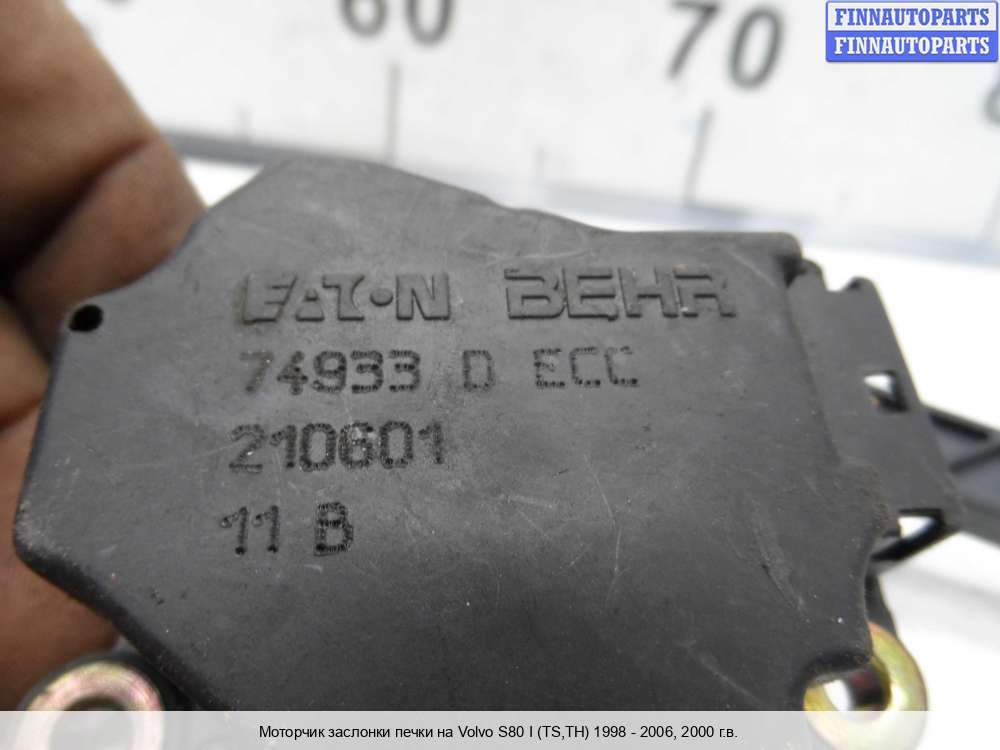 FINNAUTOPARTS
FINNAUTOPARTS
60 70
EATON BEHR
74933 D ECC
210601
11 B
Моторчик заслонки печки на Volvo S80 I (TS,TH) 1998 - 2006, 2000 г.в.